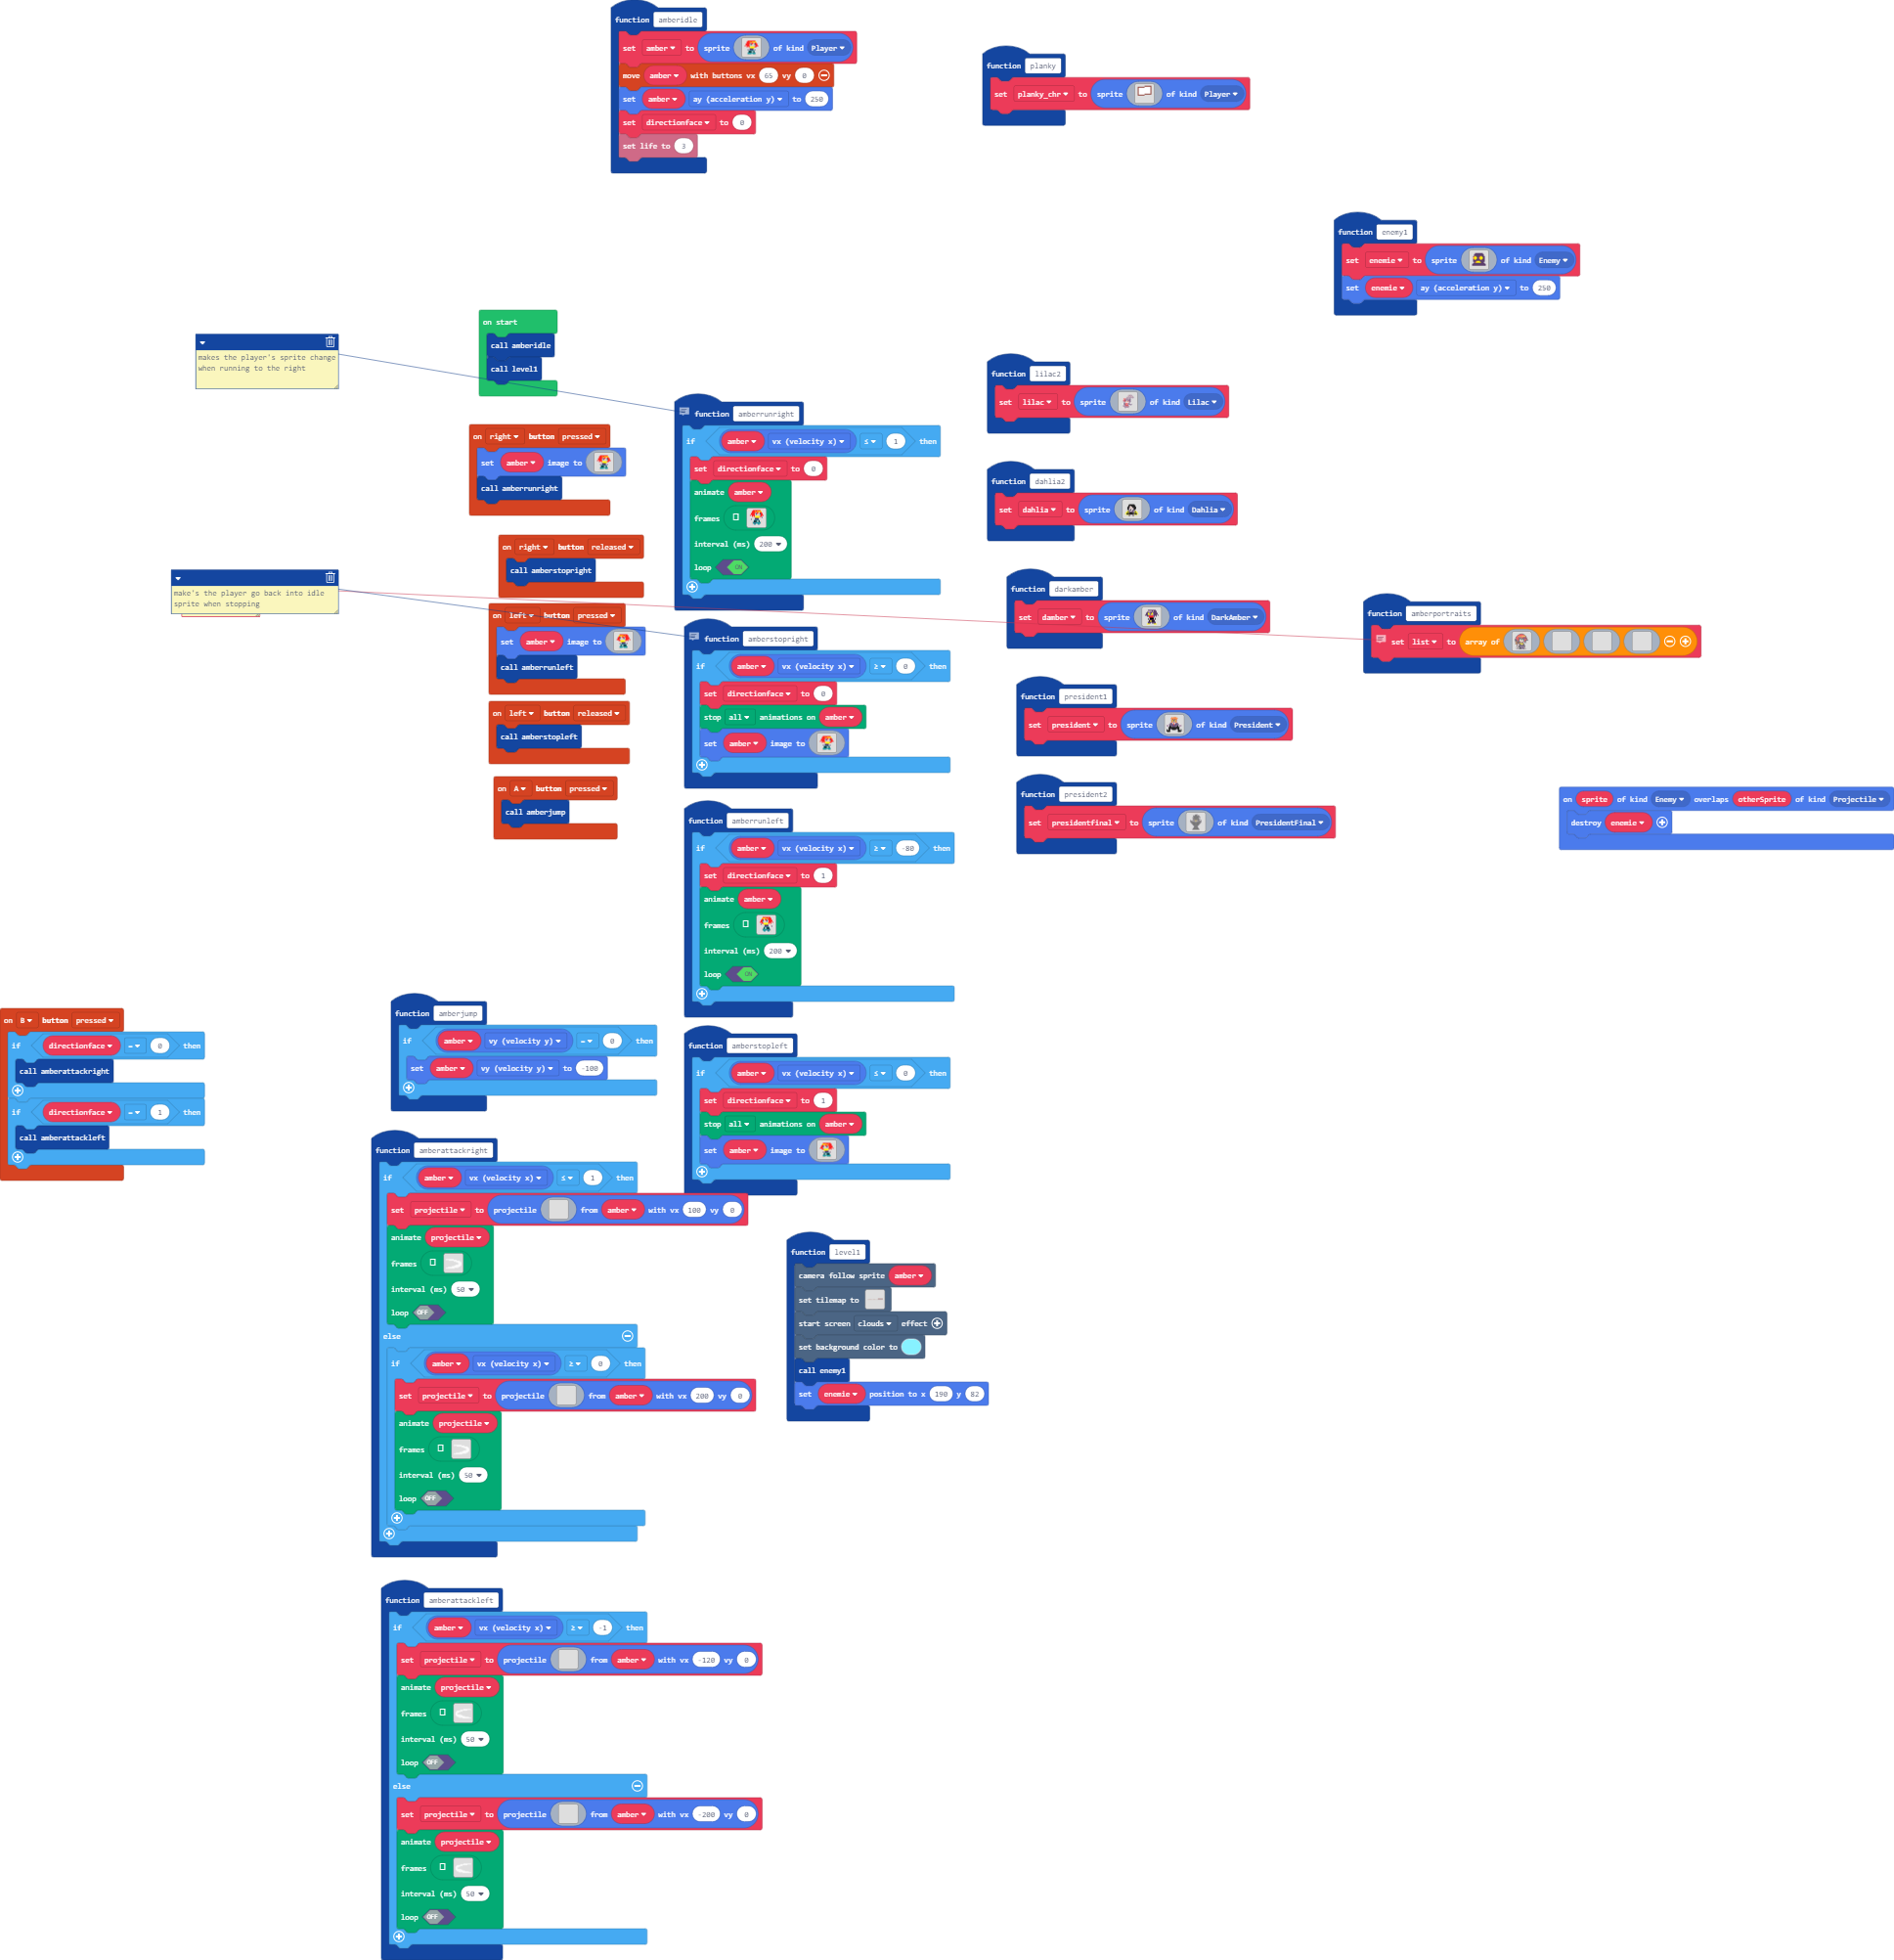 function amberidle
set amber to sprite of kind Player
move amber with buttons vx 65 vy 0
set amber ay (acceleration y) to 250
set directionface to 0
set life to 3
function planky
set planky_chr to sprite of kind Player
function enemy1
set enemie to sprite of kind Enemy
set enemie ay (acceleration y) to 250
on start
call amberidle
call level1
makes the player's sprite change
when running to the right
function lilac2
set lilac to sprite of kind Lilac
function amberrunright
if amber vx (velocity x) ≤ 1 then
set directionface to 0
animate amber
frames
interval (ms) 200
loop ON
on right button pressed
set amber image to
call amberrunright
function dahlia2
set dahlia to sprite of kind Dahlia
on right button released
call amberstopright
make's the player go back into idle
sprite when stopping
function darkamber
set damber to sprite of kind DarkAmber
function amberportraits
set list to array of
on left button pressed
set amber image to
call amberrunleft
function amberstopright
if amber vx (velocity x) ≥ 0 then
set directionface to 0
stop all animations on amber
set amber image to
function president1
set president to sprite of kind President
on left button released
call amberstopleft
on A button pressed
call amberjump
function president2
set presidentfinal to sprite of kind PresidentFinal
on sprite of kind Enemy overlaps otherSprite of kind Projectile
destroy enemie
function amberrunleft
if amber vx (velocity x) ≥ -80 then
set directionface to 1
animate amber
frames
interval (ms) 200
loop ON
on B button pressed
if directionface = 0 then
call amberattackright
if directionface = 1 then
call amberattackleft
function amberjump
if amber vy (velocity y) = 0 then
set amber vy (velocity y) to -100
function amberstopleft
if amber vx (velocity x) ≤ 0 then
set directionface to 1
stop all animations on amber
set amber image to
function amberattackright
if amber vx (velocity x) ≤ 1 then
set projectile to projectile from amber with vx 100 vy 0
animate projectile
frames
interval (ms) 50
loop OFF
else
if amber vx (velocity x) ≥ 0 then
set projectile to projectile from amber with vx 200 vy 0
animate projectile
frames
interval (ms) 50
loop OFF
function level1
camera follow sprite amber
set tilemap to
start screen clouds effect
set background color to
call enemy1
set enemie position to x 190 y 82
function amberattackleft
if amber vx (velocity x) ≥ -1 then
set projectile to projectile from amber with vx -120 vy 0
animate projectile
frames
interval (ms) 50
loop OFF
else
set projectile to projectile from amber with vx -200 vy 0
animate projectile
frames
interval (ms) 50
loop OFF